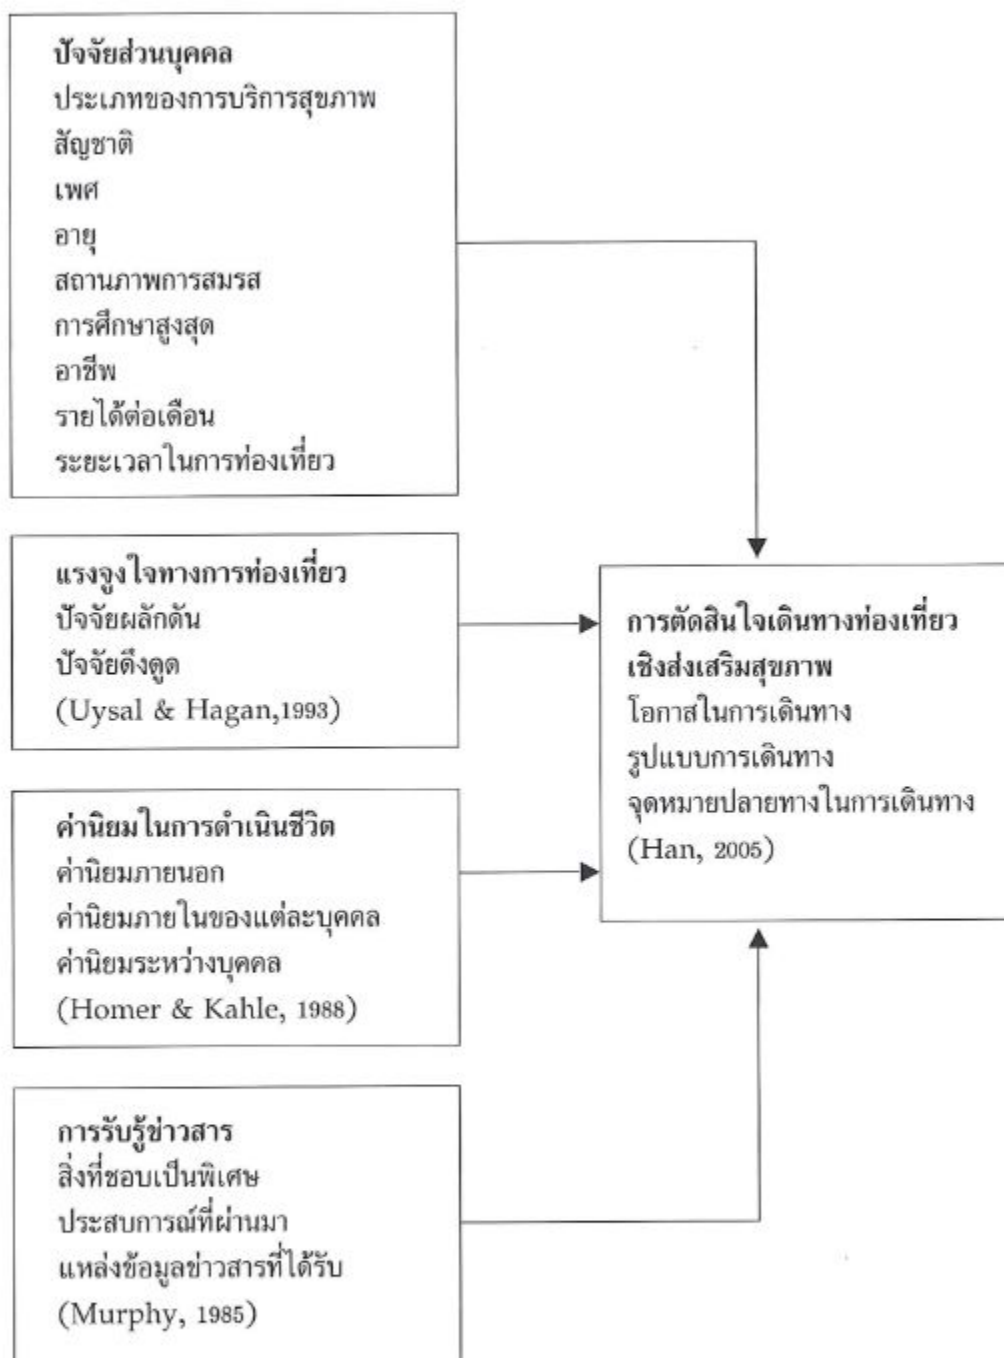 ปัจจัยส่วนบุคคล
ประเภทของการบริการสุขภาพ
สัญชาติ
เพศ
อายุ
สถานภาพการสมรส
การศึกษาสูงสุด
อาชีพ
รายได้ต่อเดือน
ระยะเวลาในการท่องเที่ยว
แรงจูงใจทางการท่องเที่ยว
ปัจจัยผลักดัน
ปัจจัยดึงดูด
(Uysal & Hagan,1993)
ค่านิยมในการดำเนินชีวิต
ค่านิยมภายนอก
ค่านิยมภายในของแต่ละบุคคล
ค่านิยมระหว่างบุคคล
(Homer & Kahle, 1988)
การรับรู้ข่าวสาร
สิ่งที่ชอบเป็นพิเศษ
ประสบการณ์ที่ผ่านมา
แหล่งข้อมูลข่าวสารที่ได้รับ
(Murphy, 1985)
การตัดสินใจเดินทางท่องเที่ยว
เชิงส่งเสริมสุขภาพ
โอกาสในการเดินทาง
รูปแบบการเดินทาง
จุดหมายปลายทางในการเดินทาง
(Han, 2005)